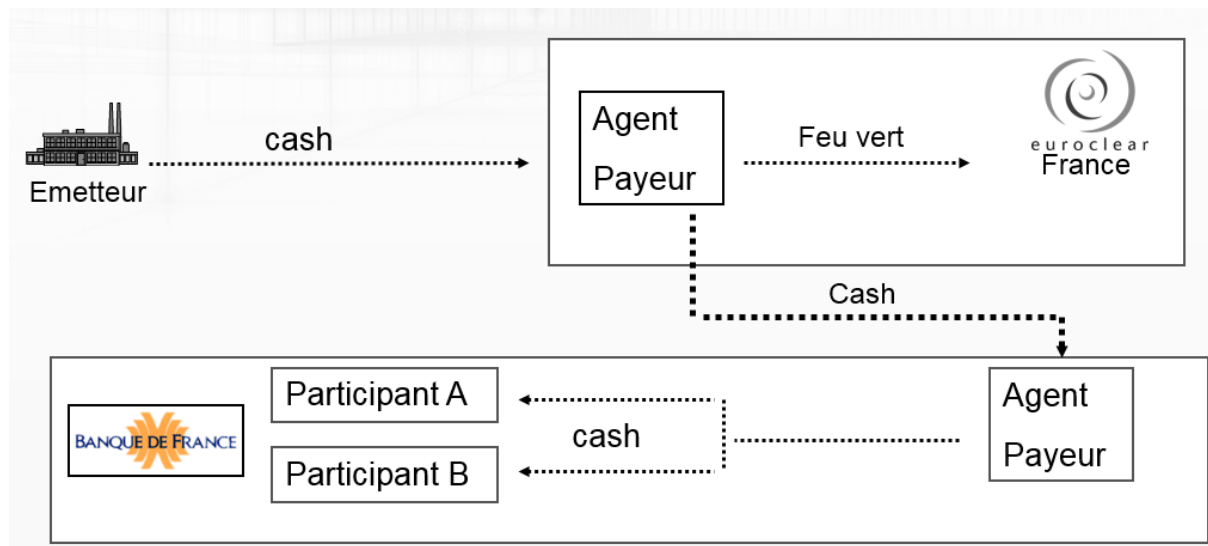 Emetteur
cash
Agent
Payeur
Feu vert
euroclear
France
Cash
BANQUE DE FRANCE
Participant A
Participant B
cash
Agent
Payeur